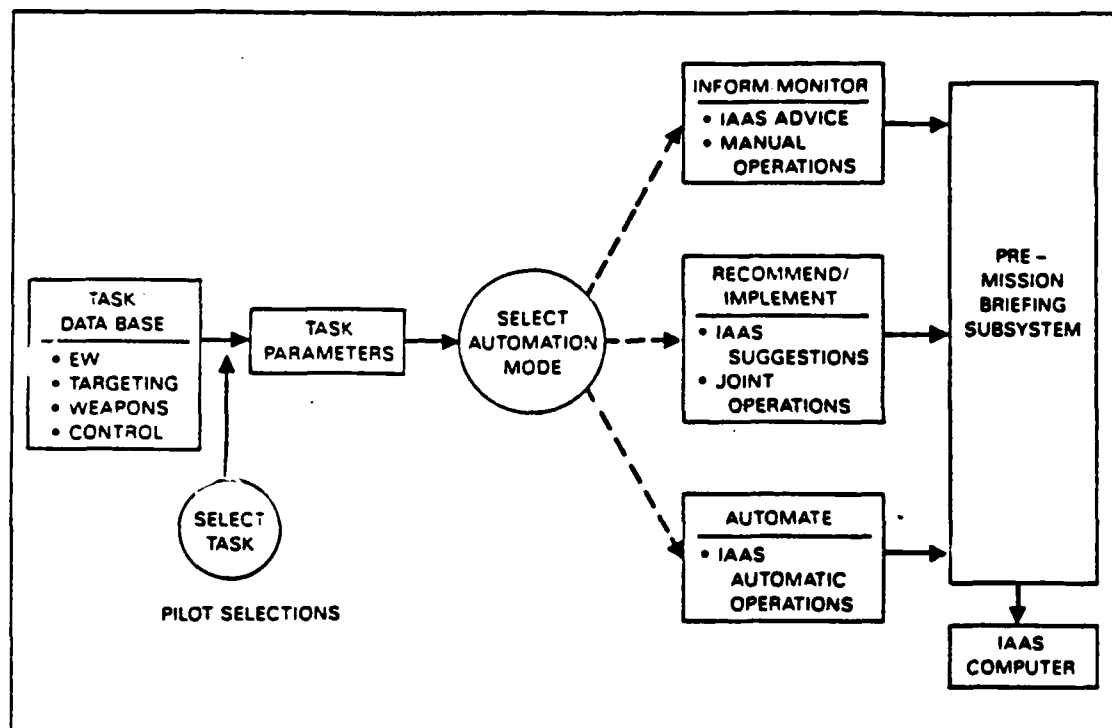 TASK
DATA BASE
• EW
• TARGETING
• WEAPONS
• CONTROL
SELECT
TASK
PILOT SELECTIONS
TASK
PARAMETERS
SELECT
AUTOMATION
MODE
INFORM MONITOR
• IAAS ADVICE
• MANUAL
OPERATIONS
RECOMMEND/
IMPLEMENT
• IAAS
SUGGESTIONS
• JOINT
OPERATIONS
AUTOMATE
• IAAS
AUTOMATIC
OPERATIONS
PRE -
MISSION
BRIEFING
SUBSYSTEM
IAAS
COMPUTER